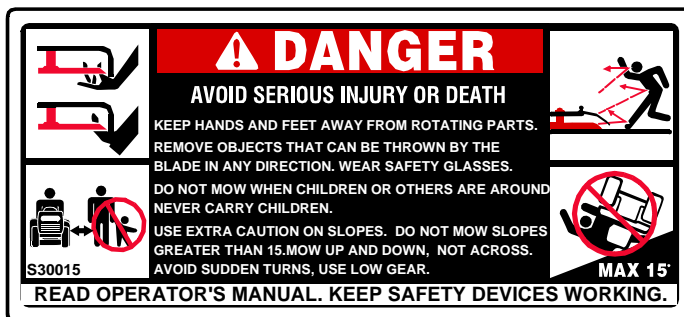 DANGER
AVOID SERIOUS INJURY OR DEATH
KEEP HANDS AND FEET AWAY FROM ROTATING PARTS.
REMOVE OBJECTS THAT CAN BE THROWN BY THE
BLADE IN ANY DIRECTION. WEAR SAFETY GLASSES.
DO NOT MOW WHEN CHILDREN OR OTHERS ARE AROUND
NEVER CARRY CHILDREN.
USE EXTRA CAUTION ON SLOPES. DO NOT MOW SLOPES
GREATER THAN 15.MOW UP AND DOWN, NOT ACROSS.
AVOID SUDDEN TURNS, USE LOW GEAR.
S30015
MAX 15°
READ OPERATOR'S MANUAL. KEEP SAFETY DEVICES WORKING.